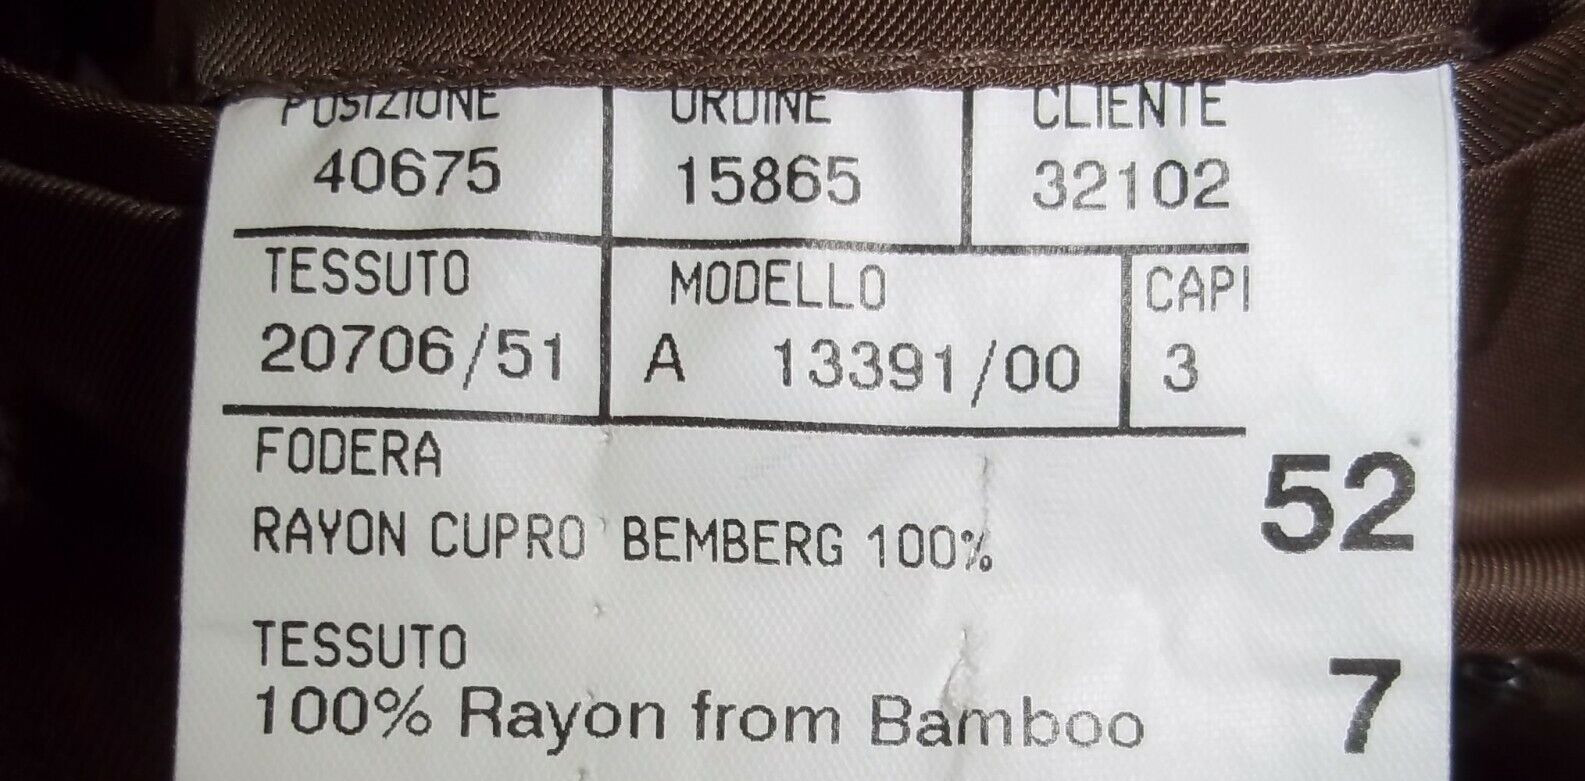 POSIZIONE ORDINE CLIENTE
40675 15865 32102
TESSUTO MODELLO CAPI
20706/51 A 13391/00 3
FODERA
52
RAYON CUPRO BEMBERG 100%
TESSUTO
7
100% Rayon from Bamboo